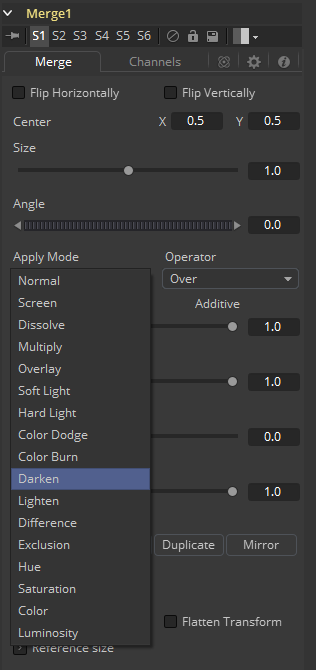 Merge1
S1 S2 S3 S4 S5 S6
Merge Channels
Flip Horizontally Flip Vertically
Center X 0.5 Y 0.5
Size
1.0
Angle
0.0
Apply Mode Operator
Normal Over
Screen Additive
Dissolve 1.0
Multiply
Overlay
Soft Light 1.0
Hard Light
Color Dodge 0.0
Color Burn
Darken
Lighten 1.0
Difference
Exclusion Duplicate Mirror
Hue
Saturation
Color Flatten Transform
Luminosity
Reference size